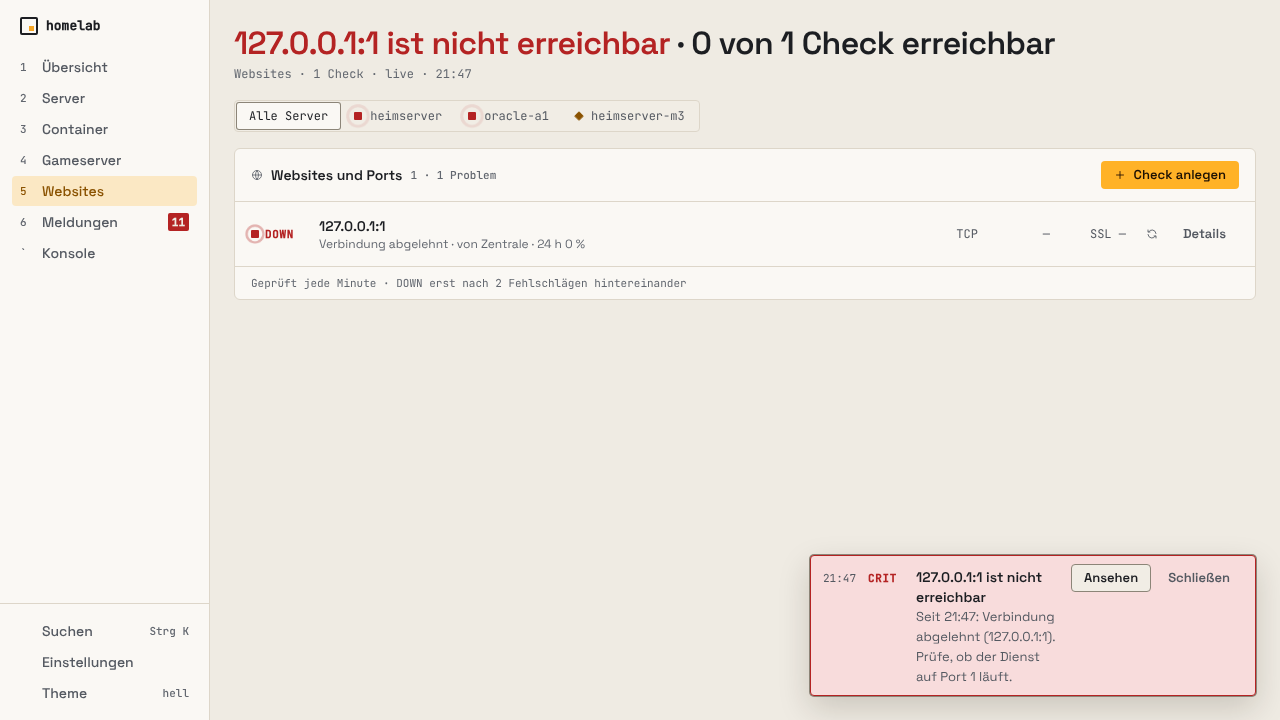 homelab
1 Übersicht
2 Server
3 Container
4 Gameserver
5 Websites
6 Meldungen 11
` Konsole
Suchen Strg K
Einstellungen
Theme hell
127.0.0.1:1 ist nicht erreichbar · 0 von 1 Check erreichbar
Websites · 1 Check · live · 21:47
Alle Server heimserver oracle-a1 heimserver-m3
Websites und Ports 1 · 1 Problem + Check anlegen
DOWN 127.0.0.1:1 TCP — SSL — Details
Verbindung abgelehnt · von Zentrale · 24 h 0 %
Geprüft jede Minute · DOWN erst nach 2 Fehlschlägen hintereinander
21:47 CRIT 127.0.0.1:1 ist nicht Ansehen Schließen
erreichbar
Seit 21:47: Verbindung
abgelehnt (127.0.0.1:1).
Prüfe, ob der Dienst
auf Port 1 läuft.